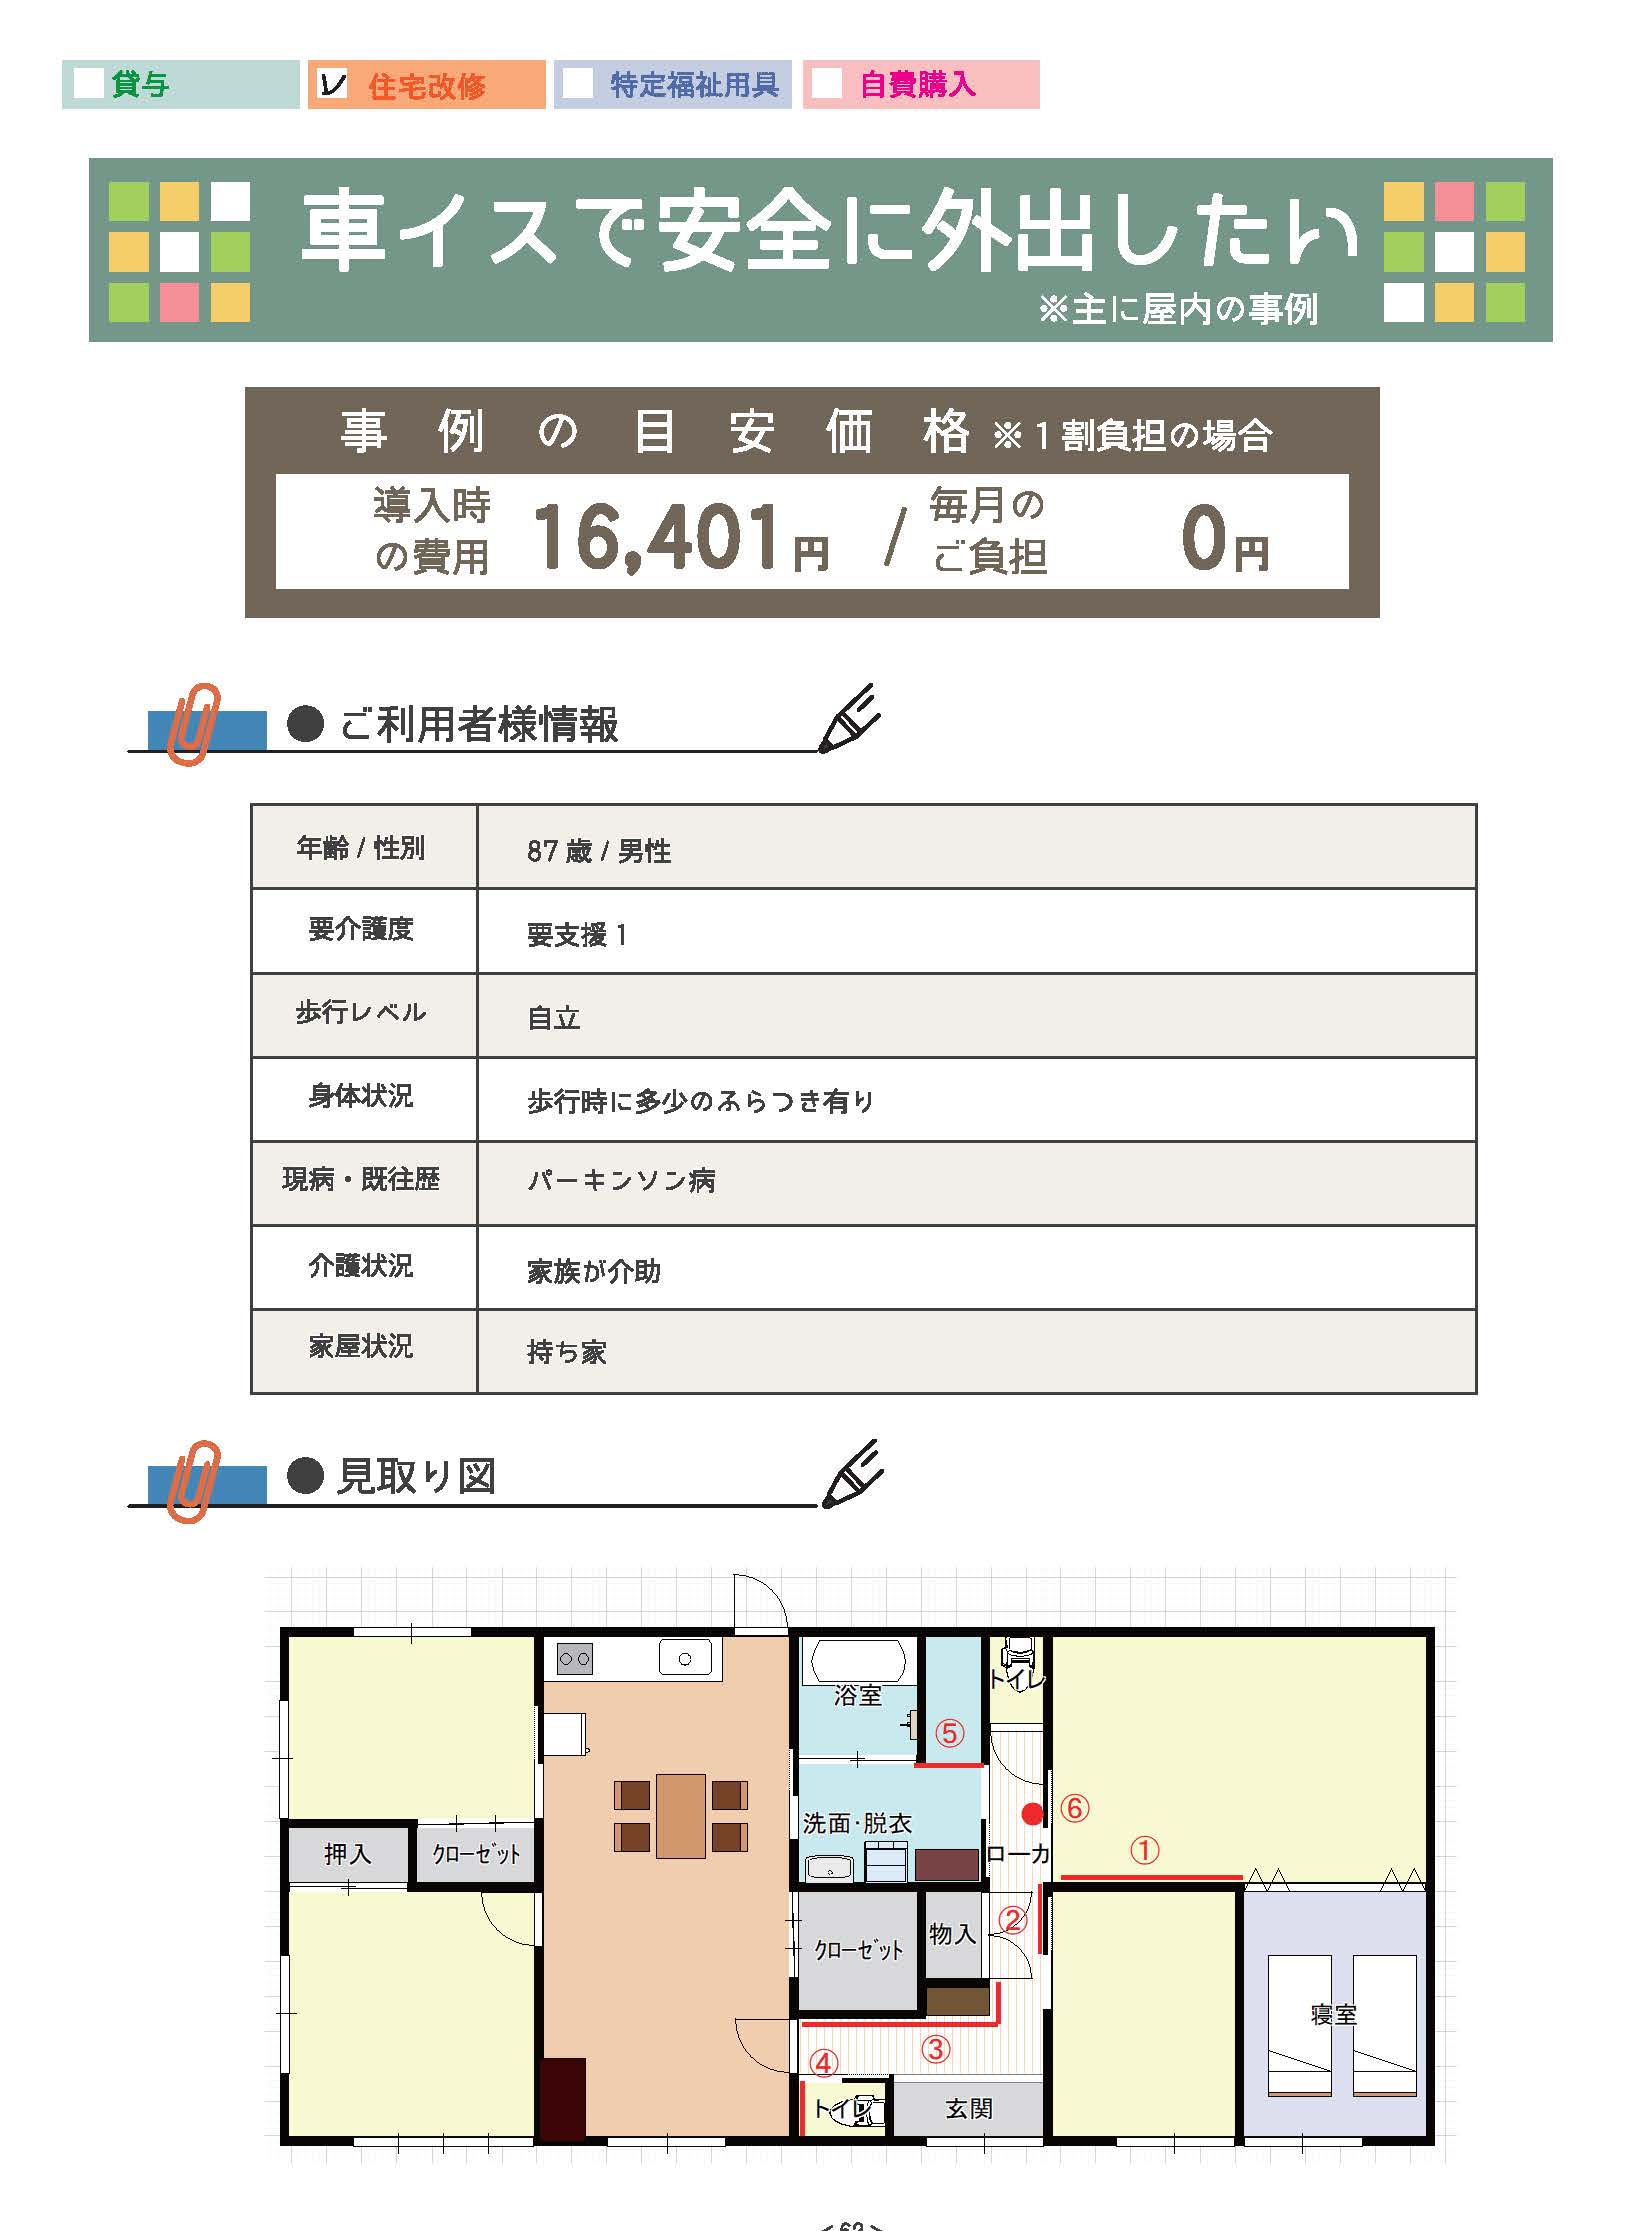 貸与
レ 住宅改修
特定福祉用具
自費購入
車イスで安全に外出したい
※主に屋内の事例
事例の目安価格 ※1割負担の場合
導入時の費用 16,401円 / 毎月のご負担 0円
●ご利用者様情報
年齢 / 性別 87 歳 / 男性
要介護度 要支援 1
歩行レベル 自立
身体状況 歩行時に多少のふらつき有り
現病・既往歴 パーキンソン病
介護状況 家族が介助
家屋状況 持ち家
●見取り図
浴室
トイレ
⑤
洗面・脱衣
⑥
①
ローカ
押入
クローゼット
②
クローゼット
物入
寝室
③
④
トイレ
玄関